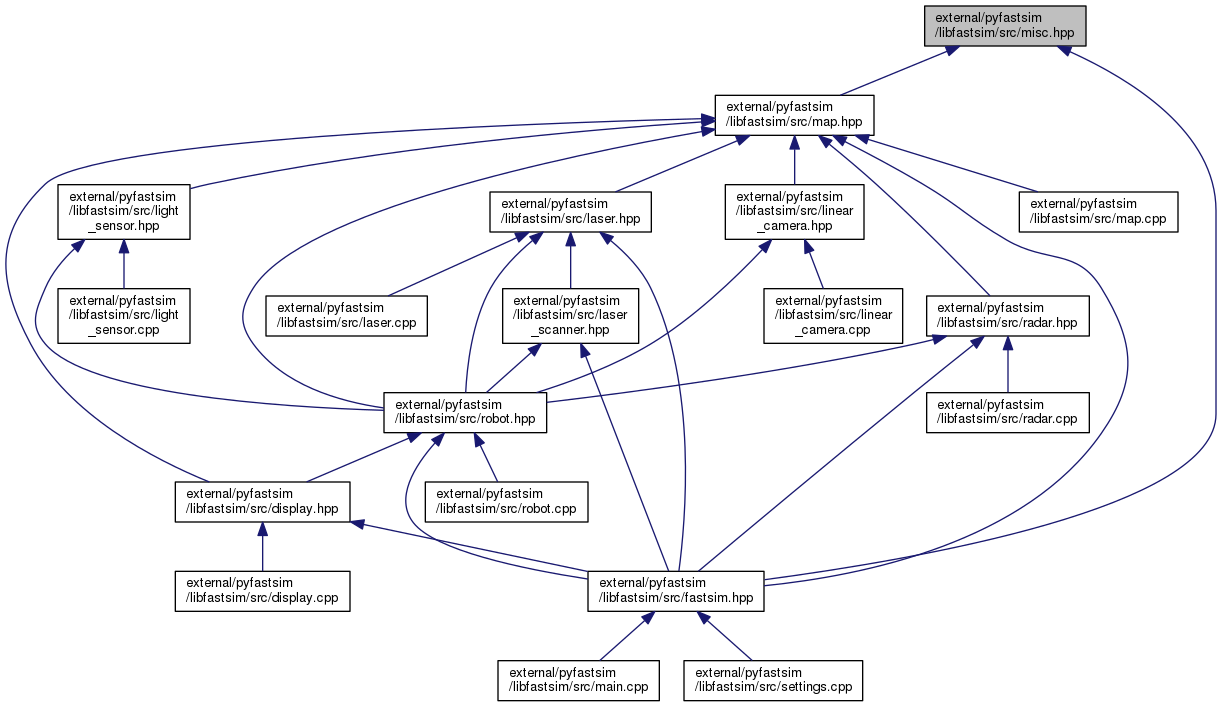 external/pyfastsim
/libfastsim/src/misc.hpp
external/pyfastsim
/libfastsim/src/map.hpp
external/pyfastsim
/libfastsim/src/light
_sensor.hpp
external/pyfastsim
/libfastsim/src/laser.hpp
external/pyfastsim
/libfastsim/src/linear
_camera.hpp
external/pyfastsim
/libfastsim/src/map.cpp
external/pyfastsim
/libfastsim/src/light
_sensor.cpp
external/pyfastsim
/libfastsim/src/laser.cpp
external/pyfastsim
/libfastsim/src/laser
_scanner.hpp
external/pyfastsim
/libfastsim/src/linear
_camera.cpp
external/pyfastsim
/libfastsim/src/radar.hpp
external/pyfastsim
/libfastsim/src/robot.hpp
external/pyfastsim
/libfastsim/src/radar.cpp
external/pyfastsim
/libfastsim/src/display.hpp
external/pyfastsim
/libfastsim/src/robot.cpp
external/pyfastsim
/libfastsim/src/display.cpp
external/pyfastsim
/libfastsim/src/fastsim.hpp
external/pyfastsim
/libfastsim/src/main.cpp
external/pyfastsim
/libfastsim/src/settings.cpp